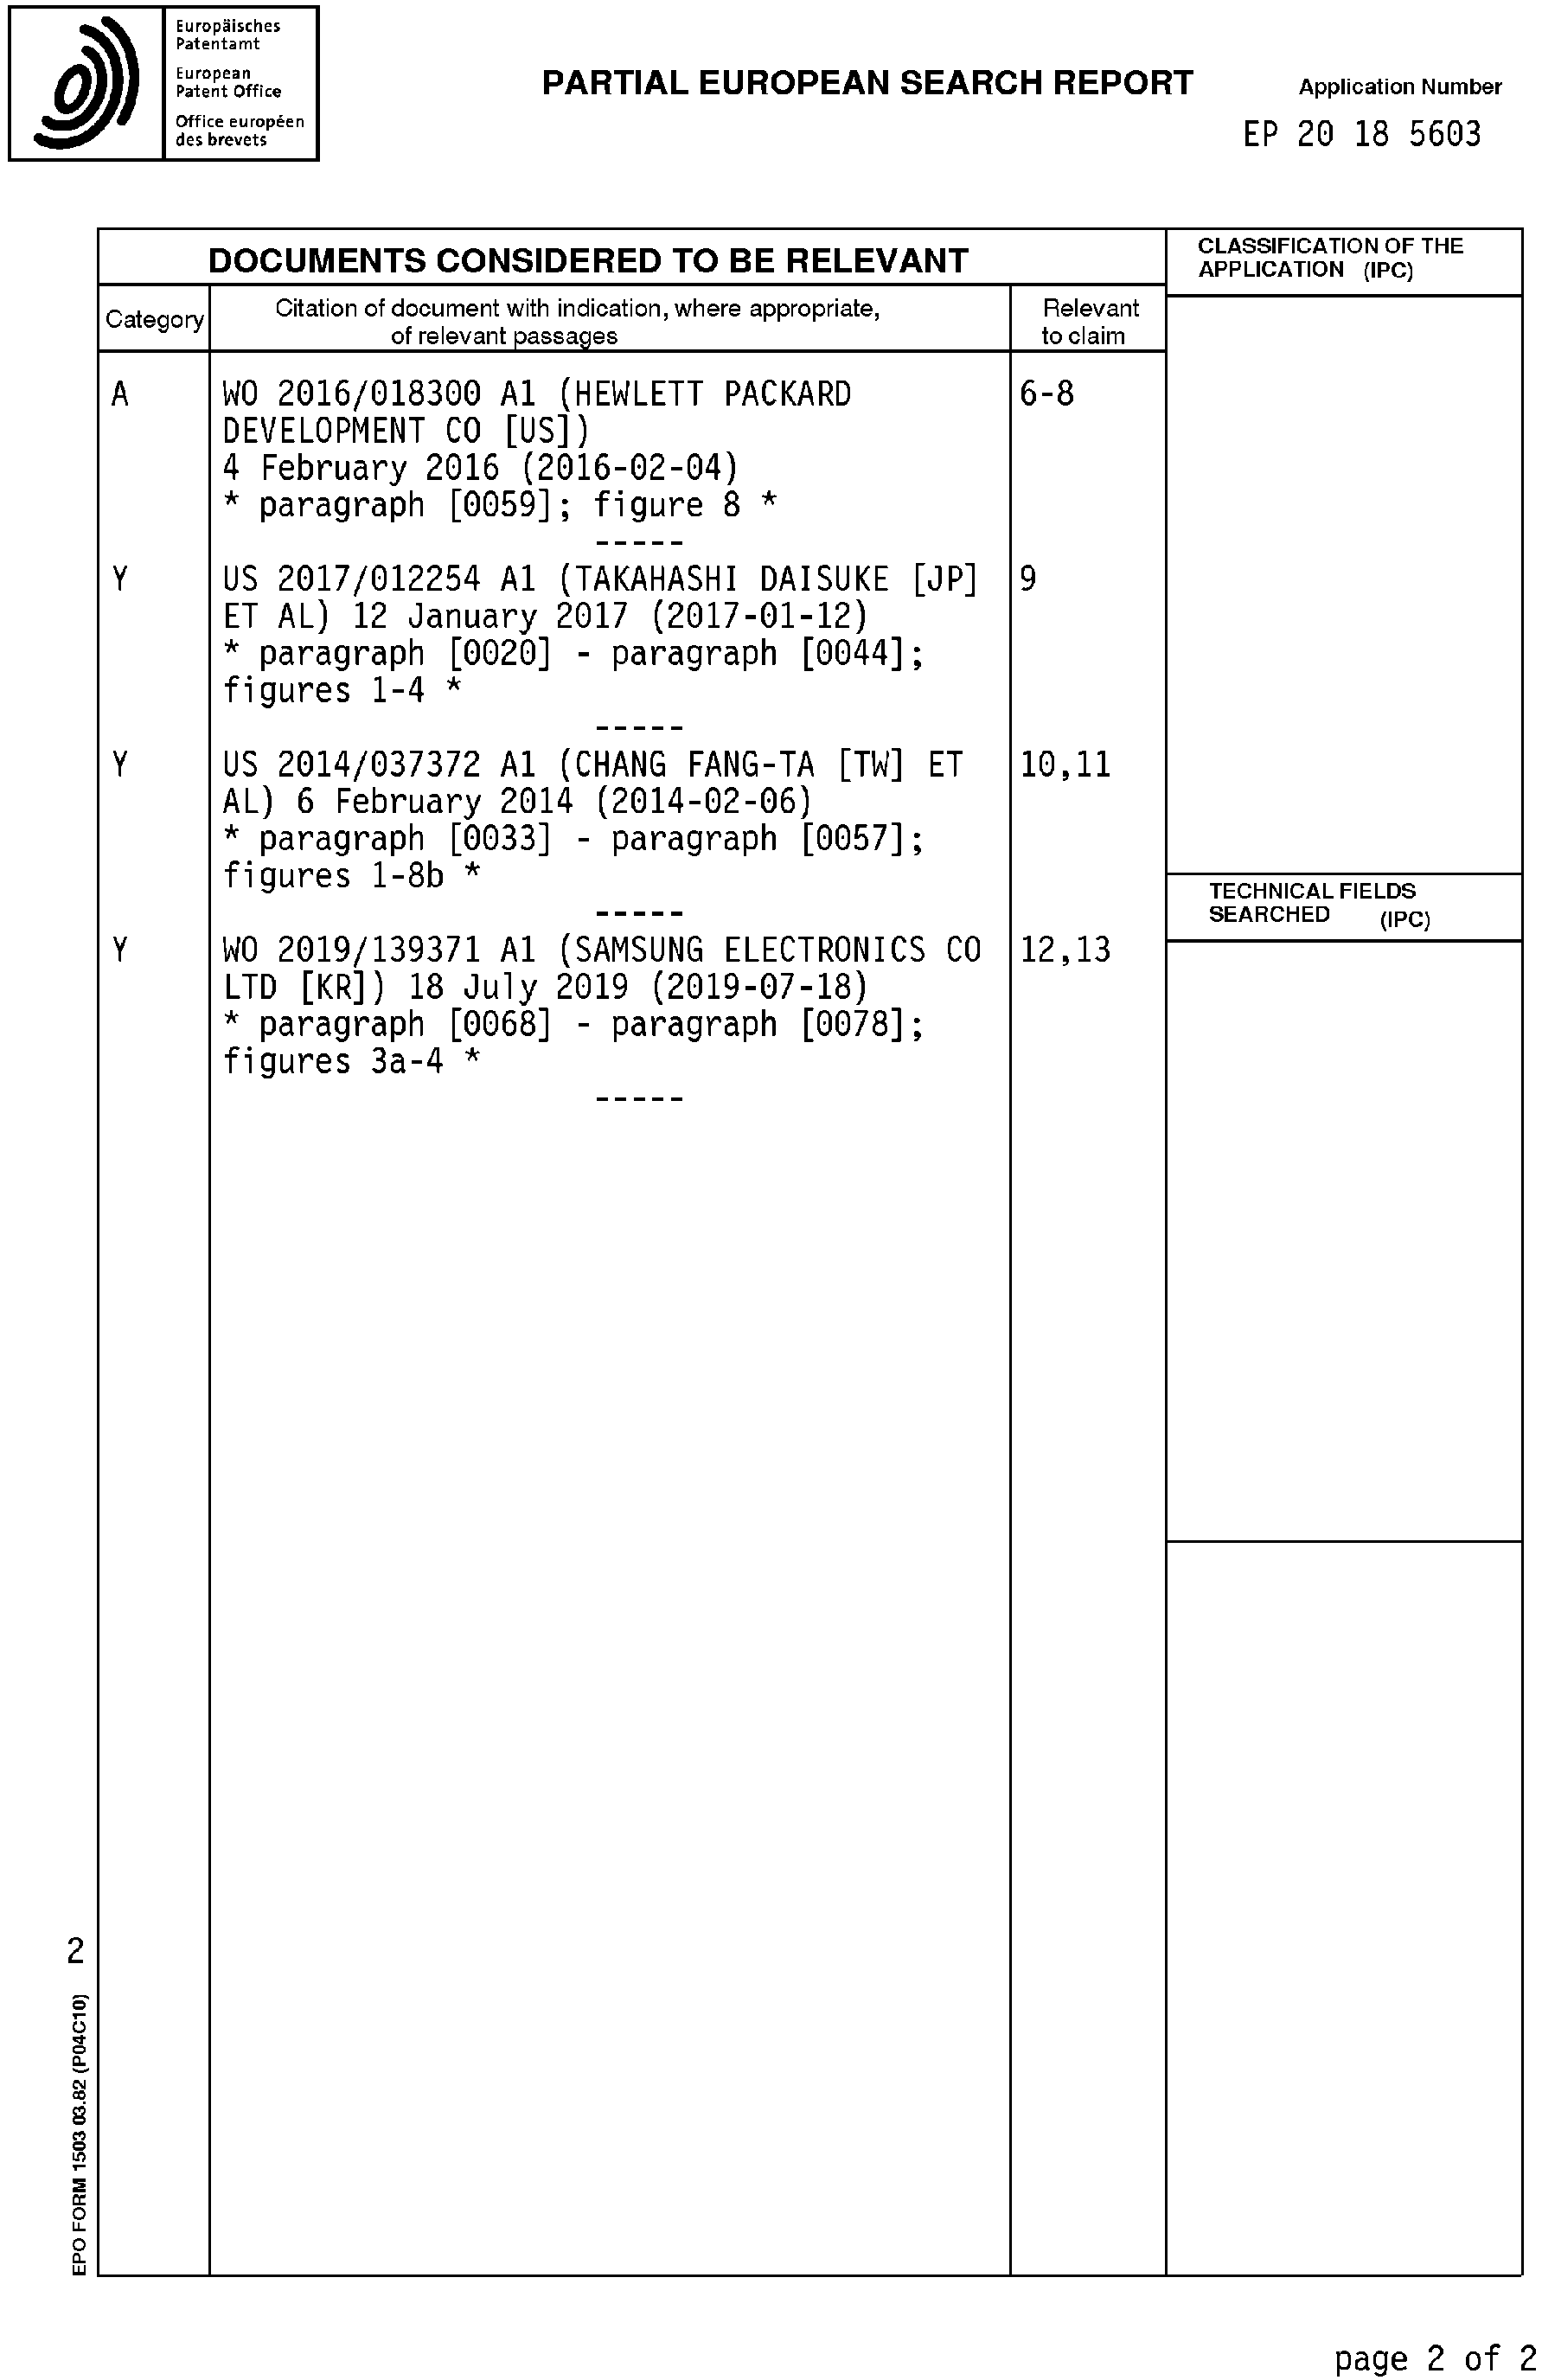 Europäisches
Patentamt
European
Patent Office
Office européen
des brevets
PARTIAL EUROPEAN SEARCH REPORT
Application Number
EP 20 18 5603
DOCUMENTS CONSIDERED TO BE RELEVANT
CLASSIFICATION OF THE
APPLICATION (IPC)
Category
Citation of document with indication, where appropriate,
of relevant passages
Relevant
to claim
A WO 2016/018300 A1 (HEWLETT PACKARD 6-8
DEVELOPMENT CO [US])
4 February 2016 (2016-02-04)
* paragraph [0059]; figure 8 *
-----
Y US 2017/012254 A1 (TAKAHASHI DAISUKE [JP] 9
ET AL) 12 January 2017 (2017-01-12)
* paragraph [0020] - paragraph [0044];
figures 1-4 *
-----
Y US 2014/037372 A1 (CHANG FANG-TA [TW] ET 10,11
AL) 6 February 2014 (2014-02-06)
* paragraph [0033] - paragraph [0057];
figures 1-8b *
-----
TECHNICAL FIELDS
SEARCHED (IPC)
Y WO 2019/139371 A1 (SAMSUNG ELECTRONICS CO 12,13
LTD [KR]) 18 July 2019 (2019-07-18)
* paragraph [0068] - paragraph [0078];
figures 3a-4 *
-----
2
EPO FORM 1503 03.82 (P04C10)
page 2 of 2